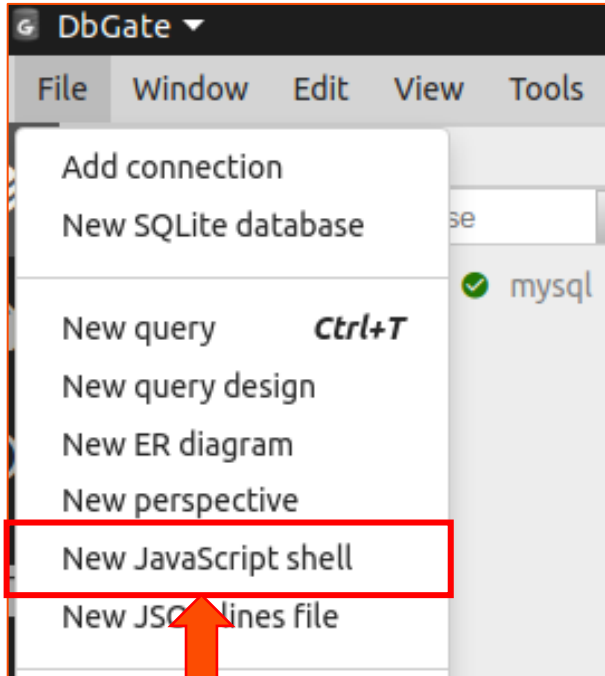 DbGate
File Window Edit View Tools
Add connection
New SQLite database
se
mysql
New query Ctrl+T
New query design
New ER diagram
New perspective
New JavaScript shell
New lines file